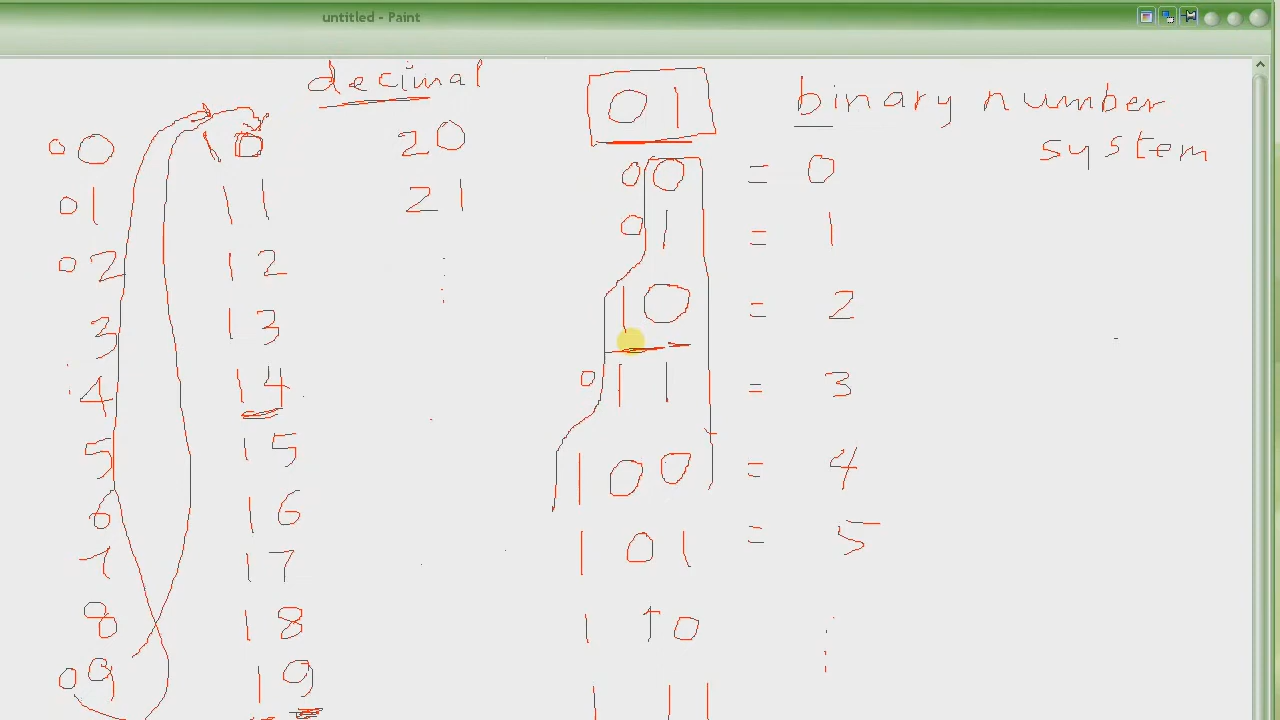 untitled - Paint
decimal
01
binary number
system
00
10
20
00 = 0
01
11
21
01 = 1
02
12
10 = 2
3
13
4
14
011 = 3
5
15
100 = 4
6
16
101 = 5
7
17
8
18
110
09
19
111